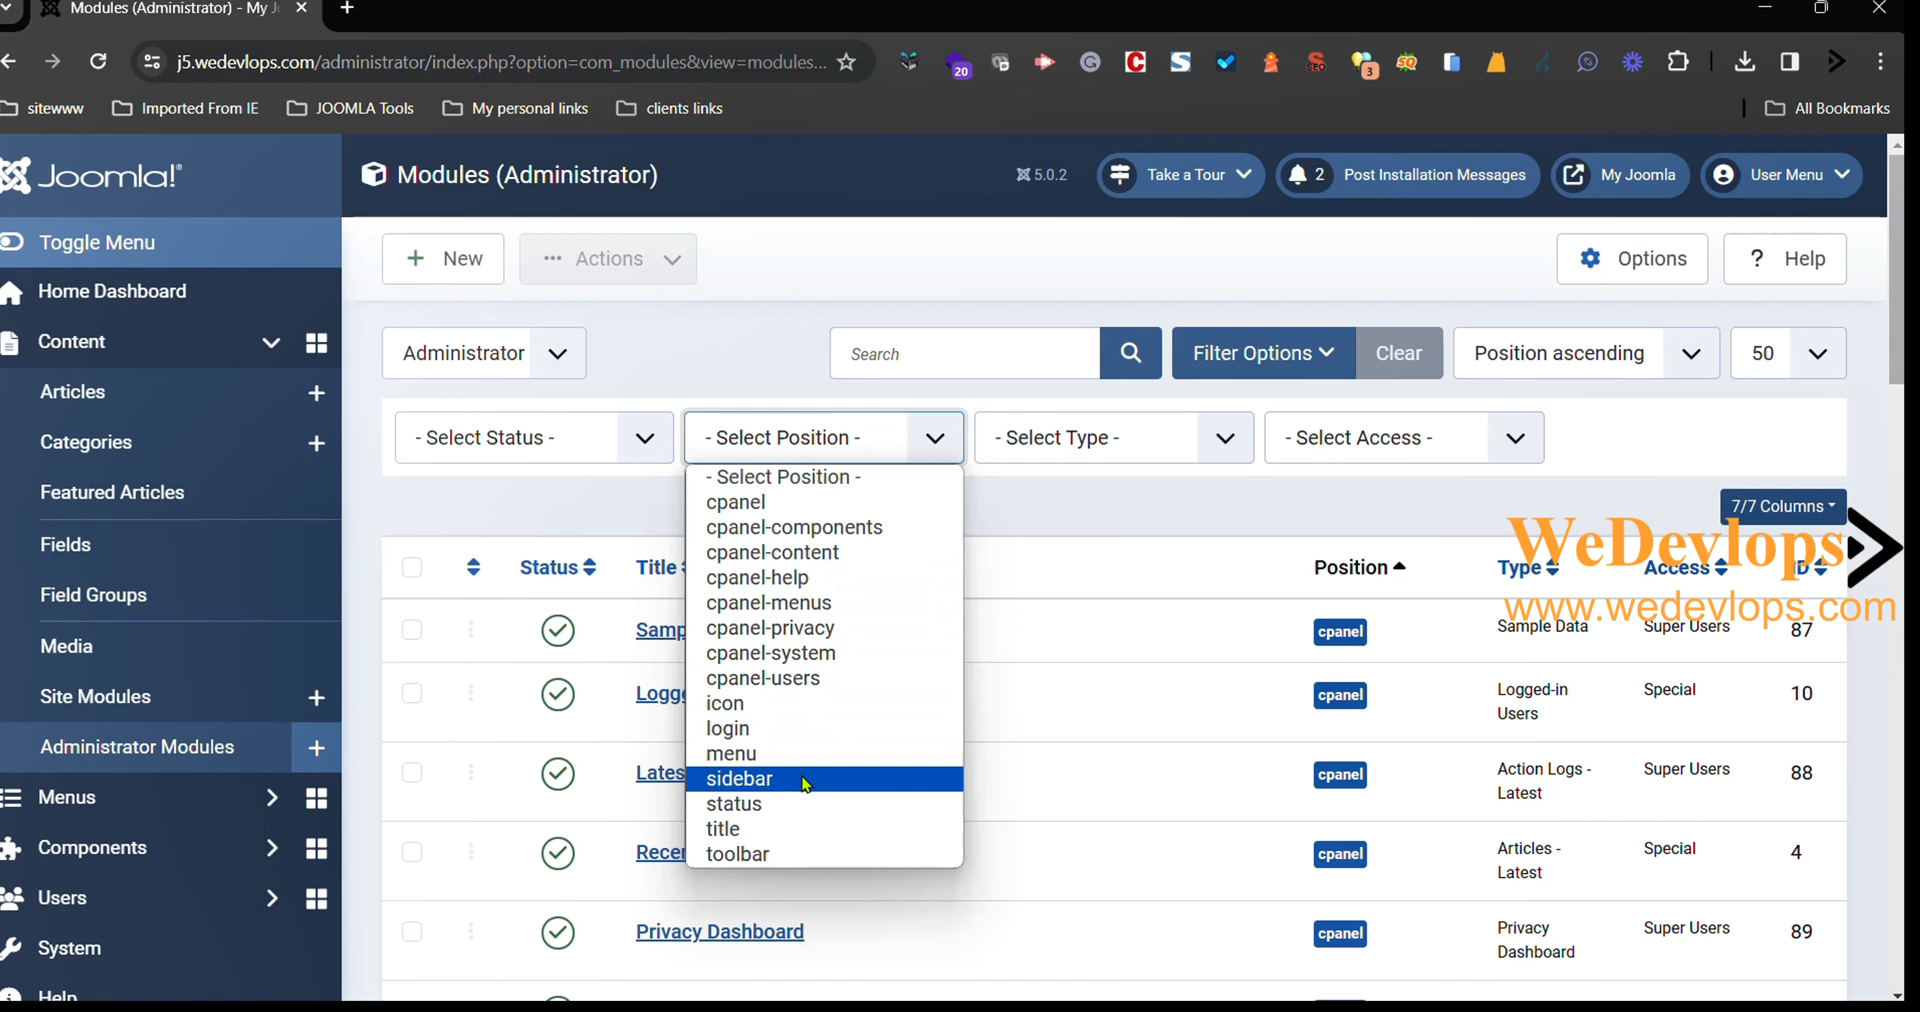 Modules (Administrator) - My J
j5.wedevlops.com/administrator/index.php?option=com_modules&view=modules...
20
3
SEO
SQ
sitewww
Imported From IE
JOOMLA Tools
My personal links
clients links
All Bookmarks
Joomla!®
Modules (Administrator)
5.0.2
Take a Tour
2
Post Installation Messages
My Joomla
User Menu
Toggle Menu
Home Dashboard
Content
Articles
Categories
Featured Articles
Fields
Field Groups
Media
Site Modules
Administrator Modules
Menus
Components
Users
System
Help
New
Actions
Options
? Help
Administrator
Search
Filter Options
Clear
Position ascending
50
- Select Status -
- Select Position -
- Select Type -
- Select Access -
- Select Position -
cpanel
cpanel-components
cpanel-content
cpanel-help
cpanel-menus
cpanel-privacy
cpanel-system
cpanel-users
icon
login
menu
sidebar
status
title
toolbar
7/7 Columns
WeDevlops
www.wedevlops.com
Status
Title
Position
Type
Access
ID
Samp
cpanel
Sample Data
Super Users
87
Logge
cpanel
Logged-in
Users
Special
10
Lates
cpanel
Action Logs -
Latest
Super Users
88
Recer
cpanel
Articles -
Latest
Special
4
Privacy Dashboard
cpanel
Privacy
Dashboard
Super Users
89